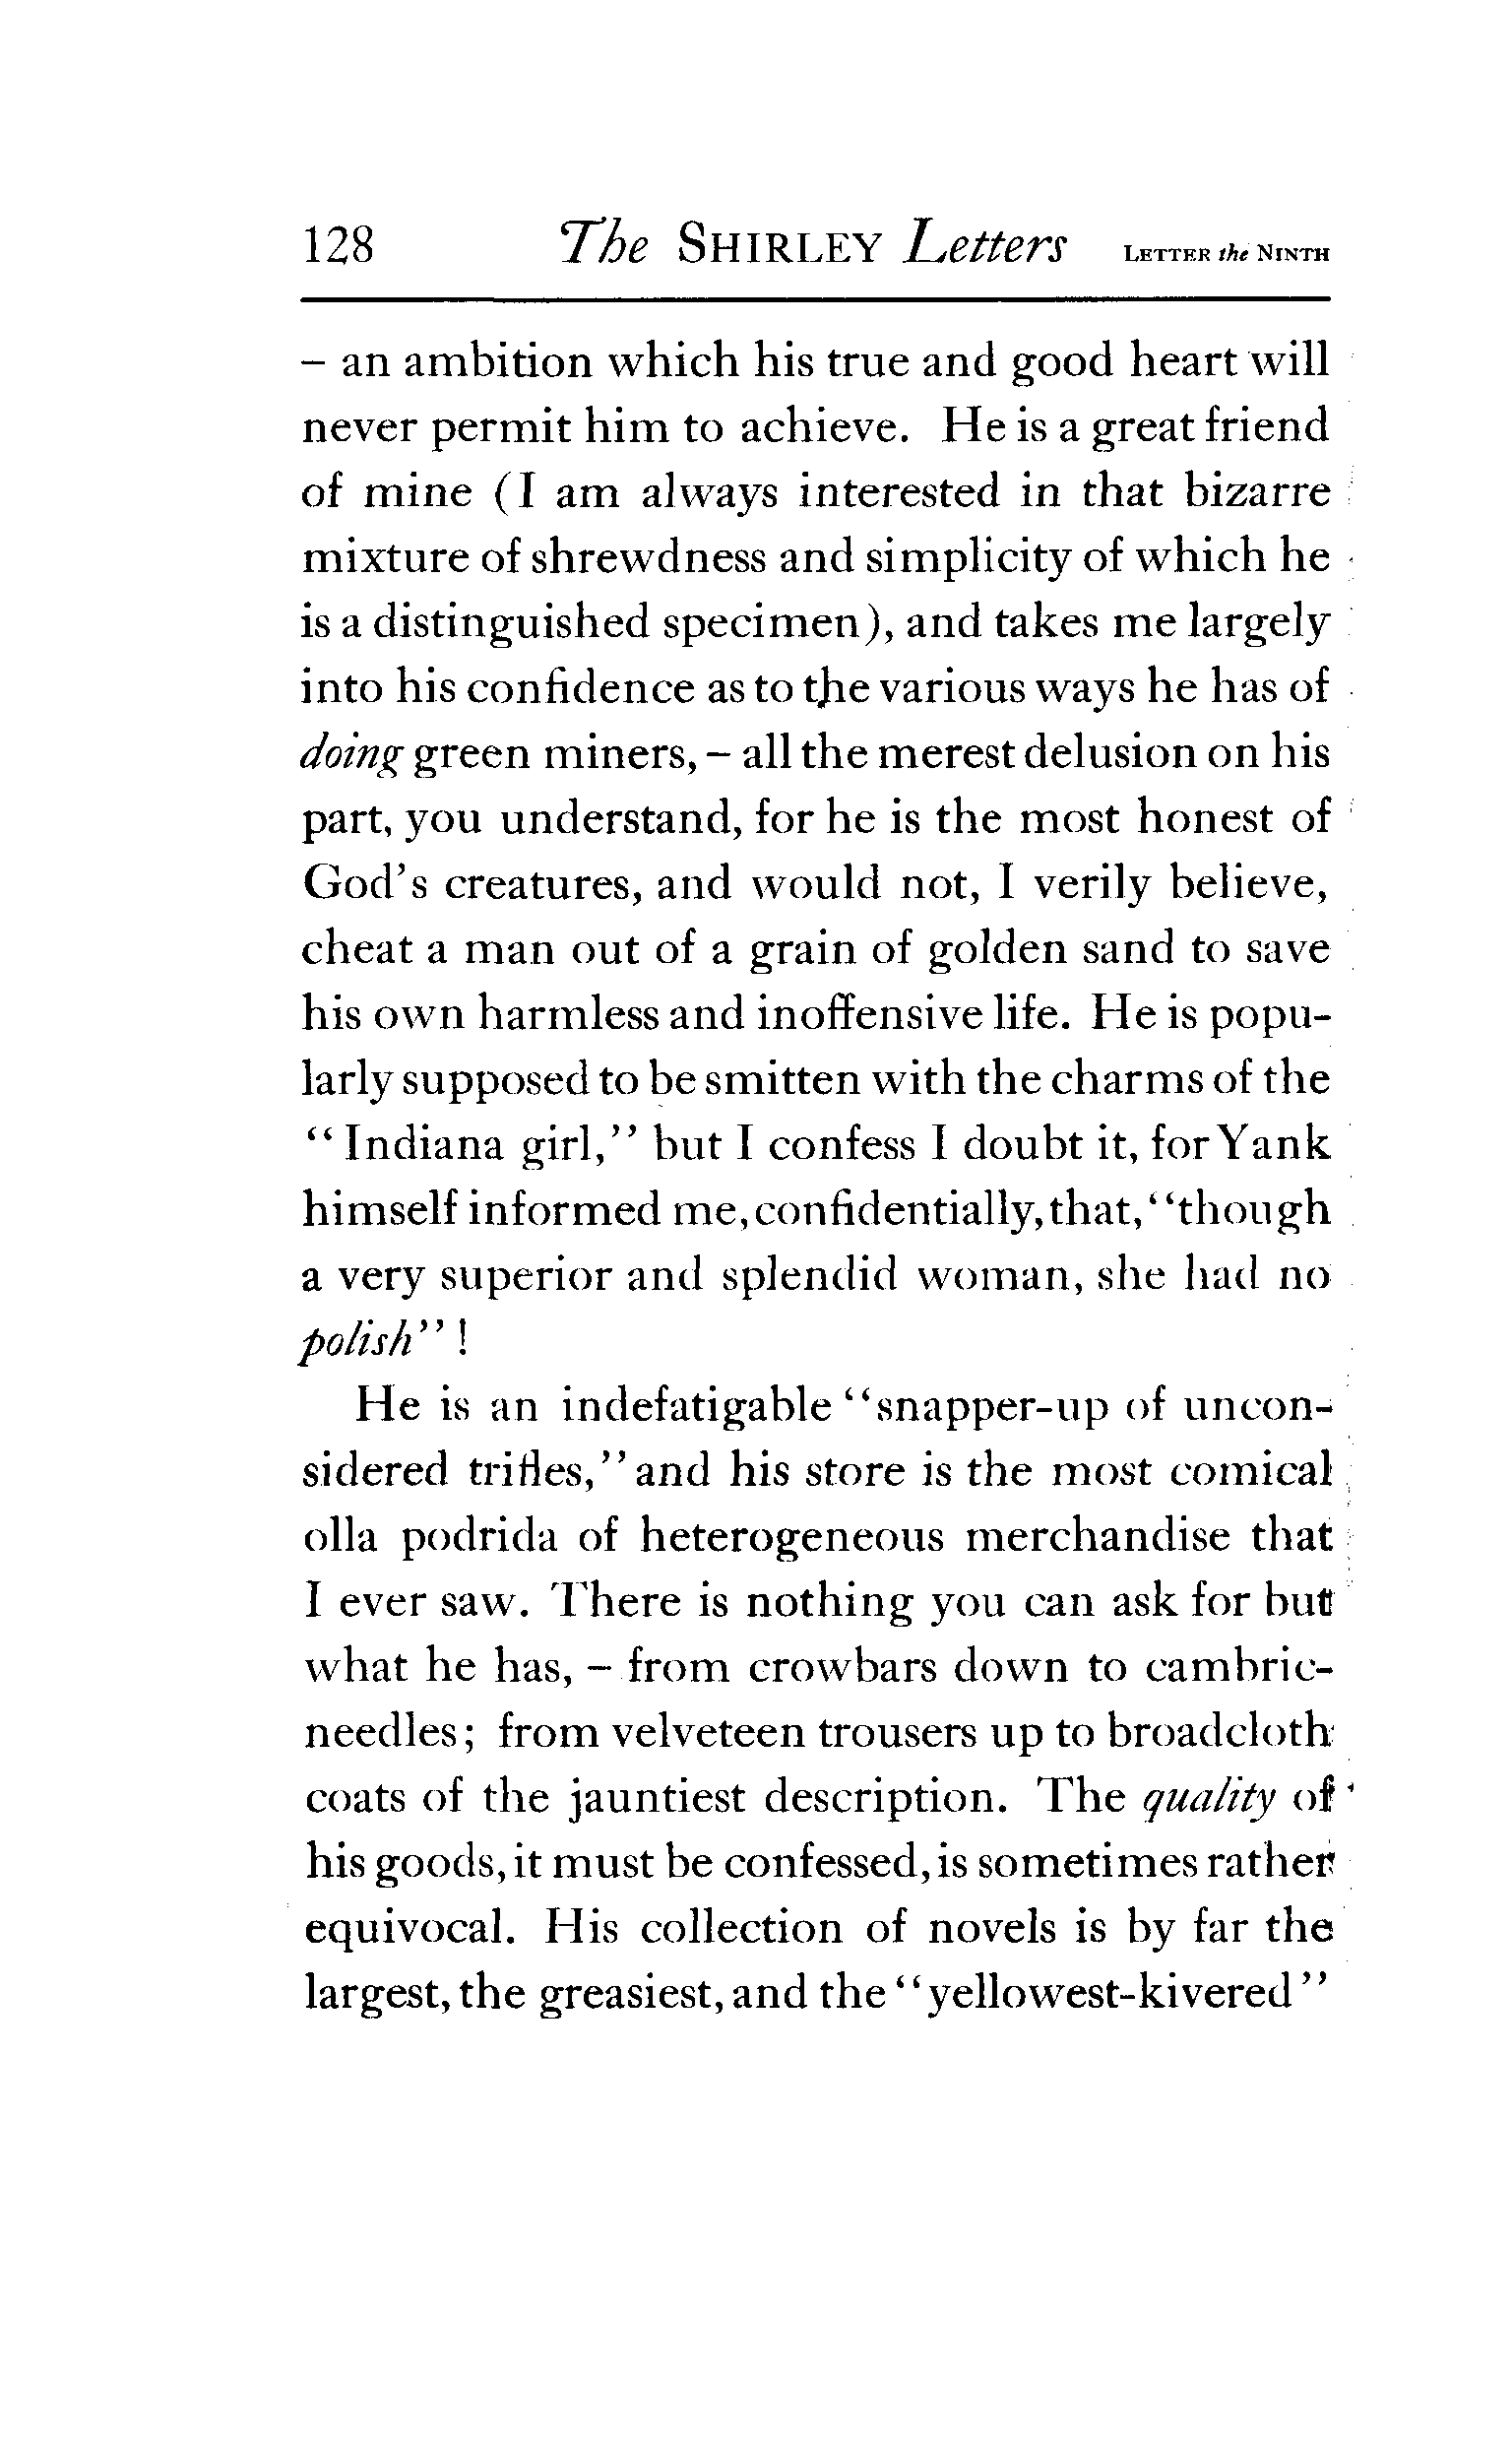 128 The SHIRLEY Letters LETTER the NINTH
– an ambition which his true and good heart will
never permit him to achieve. He is a great friend
of mine (I am always interested in that bizarre
mixture of shrewdness and simplicity of which he
is a distinguished specimen), and takes me largely
into his confidence as to the various ways he has of
doing green miners, – all the merest delusion on his
part, you understand, for he is the most honest of
God's creatures, and would not, I verily believe,
cheat a man out of a grain of golden sand to save
his own harmless and inoffensive life. He is popu-
larly supposed to be smitten with the charms of the
"Indiana girl," but I confess I doubt it, for Yank
himself informed me, confidentially, that, "though
a very superior and splendid woman, she had no
polish"!
He is an indefatigable "snapper-up of uncon-
sidered trifles," and his store is the most comical
olla podrida of heterogeneous merchandise that
I ever saw. There is nothing you can ask for but
what he has, – from crowbars down to cambric-
needles; from velveteen trousers up to broadcloth
coats of the jauntiest description. The quality of
his goods, it must be confessed, is sometimes rather
equivocal. His collection of novels is by far the
largest, the greasiest, and the "yellowest-kivered"